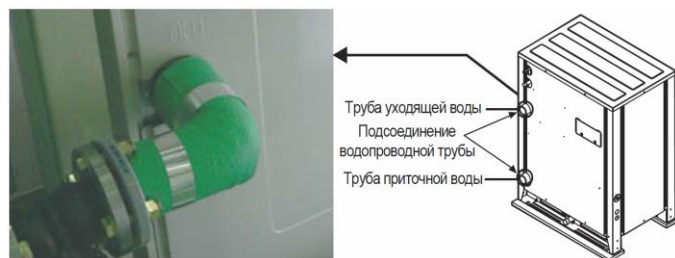 Труба уходящей воды
Подсоединение
водопроводной трубы
Труба приточной воды